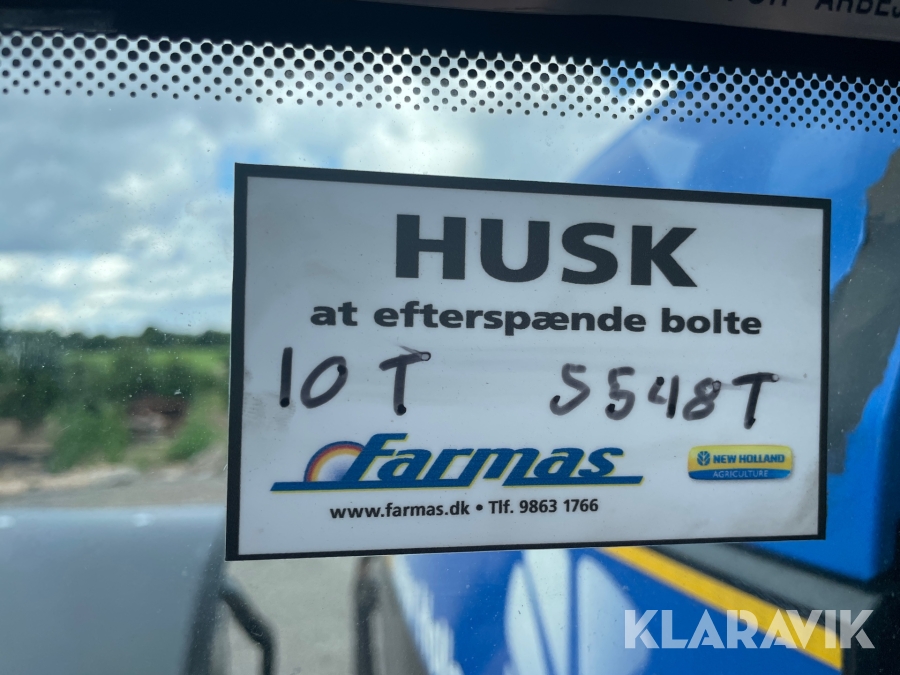 HUSK
at efterspænde bolte
10 T 5548T
Farmas
NEW HOLLAND
AGRICULTURE
www.farmas.dk • Tlf. 9863 1766
KLARAVIK